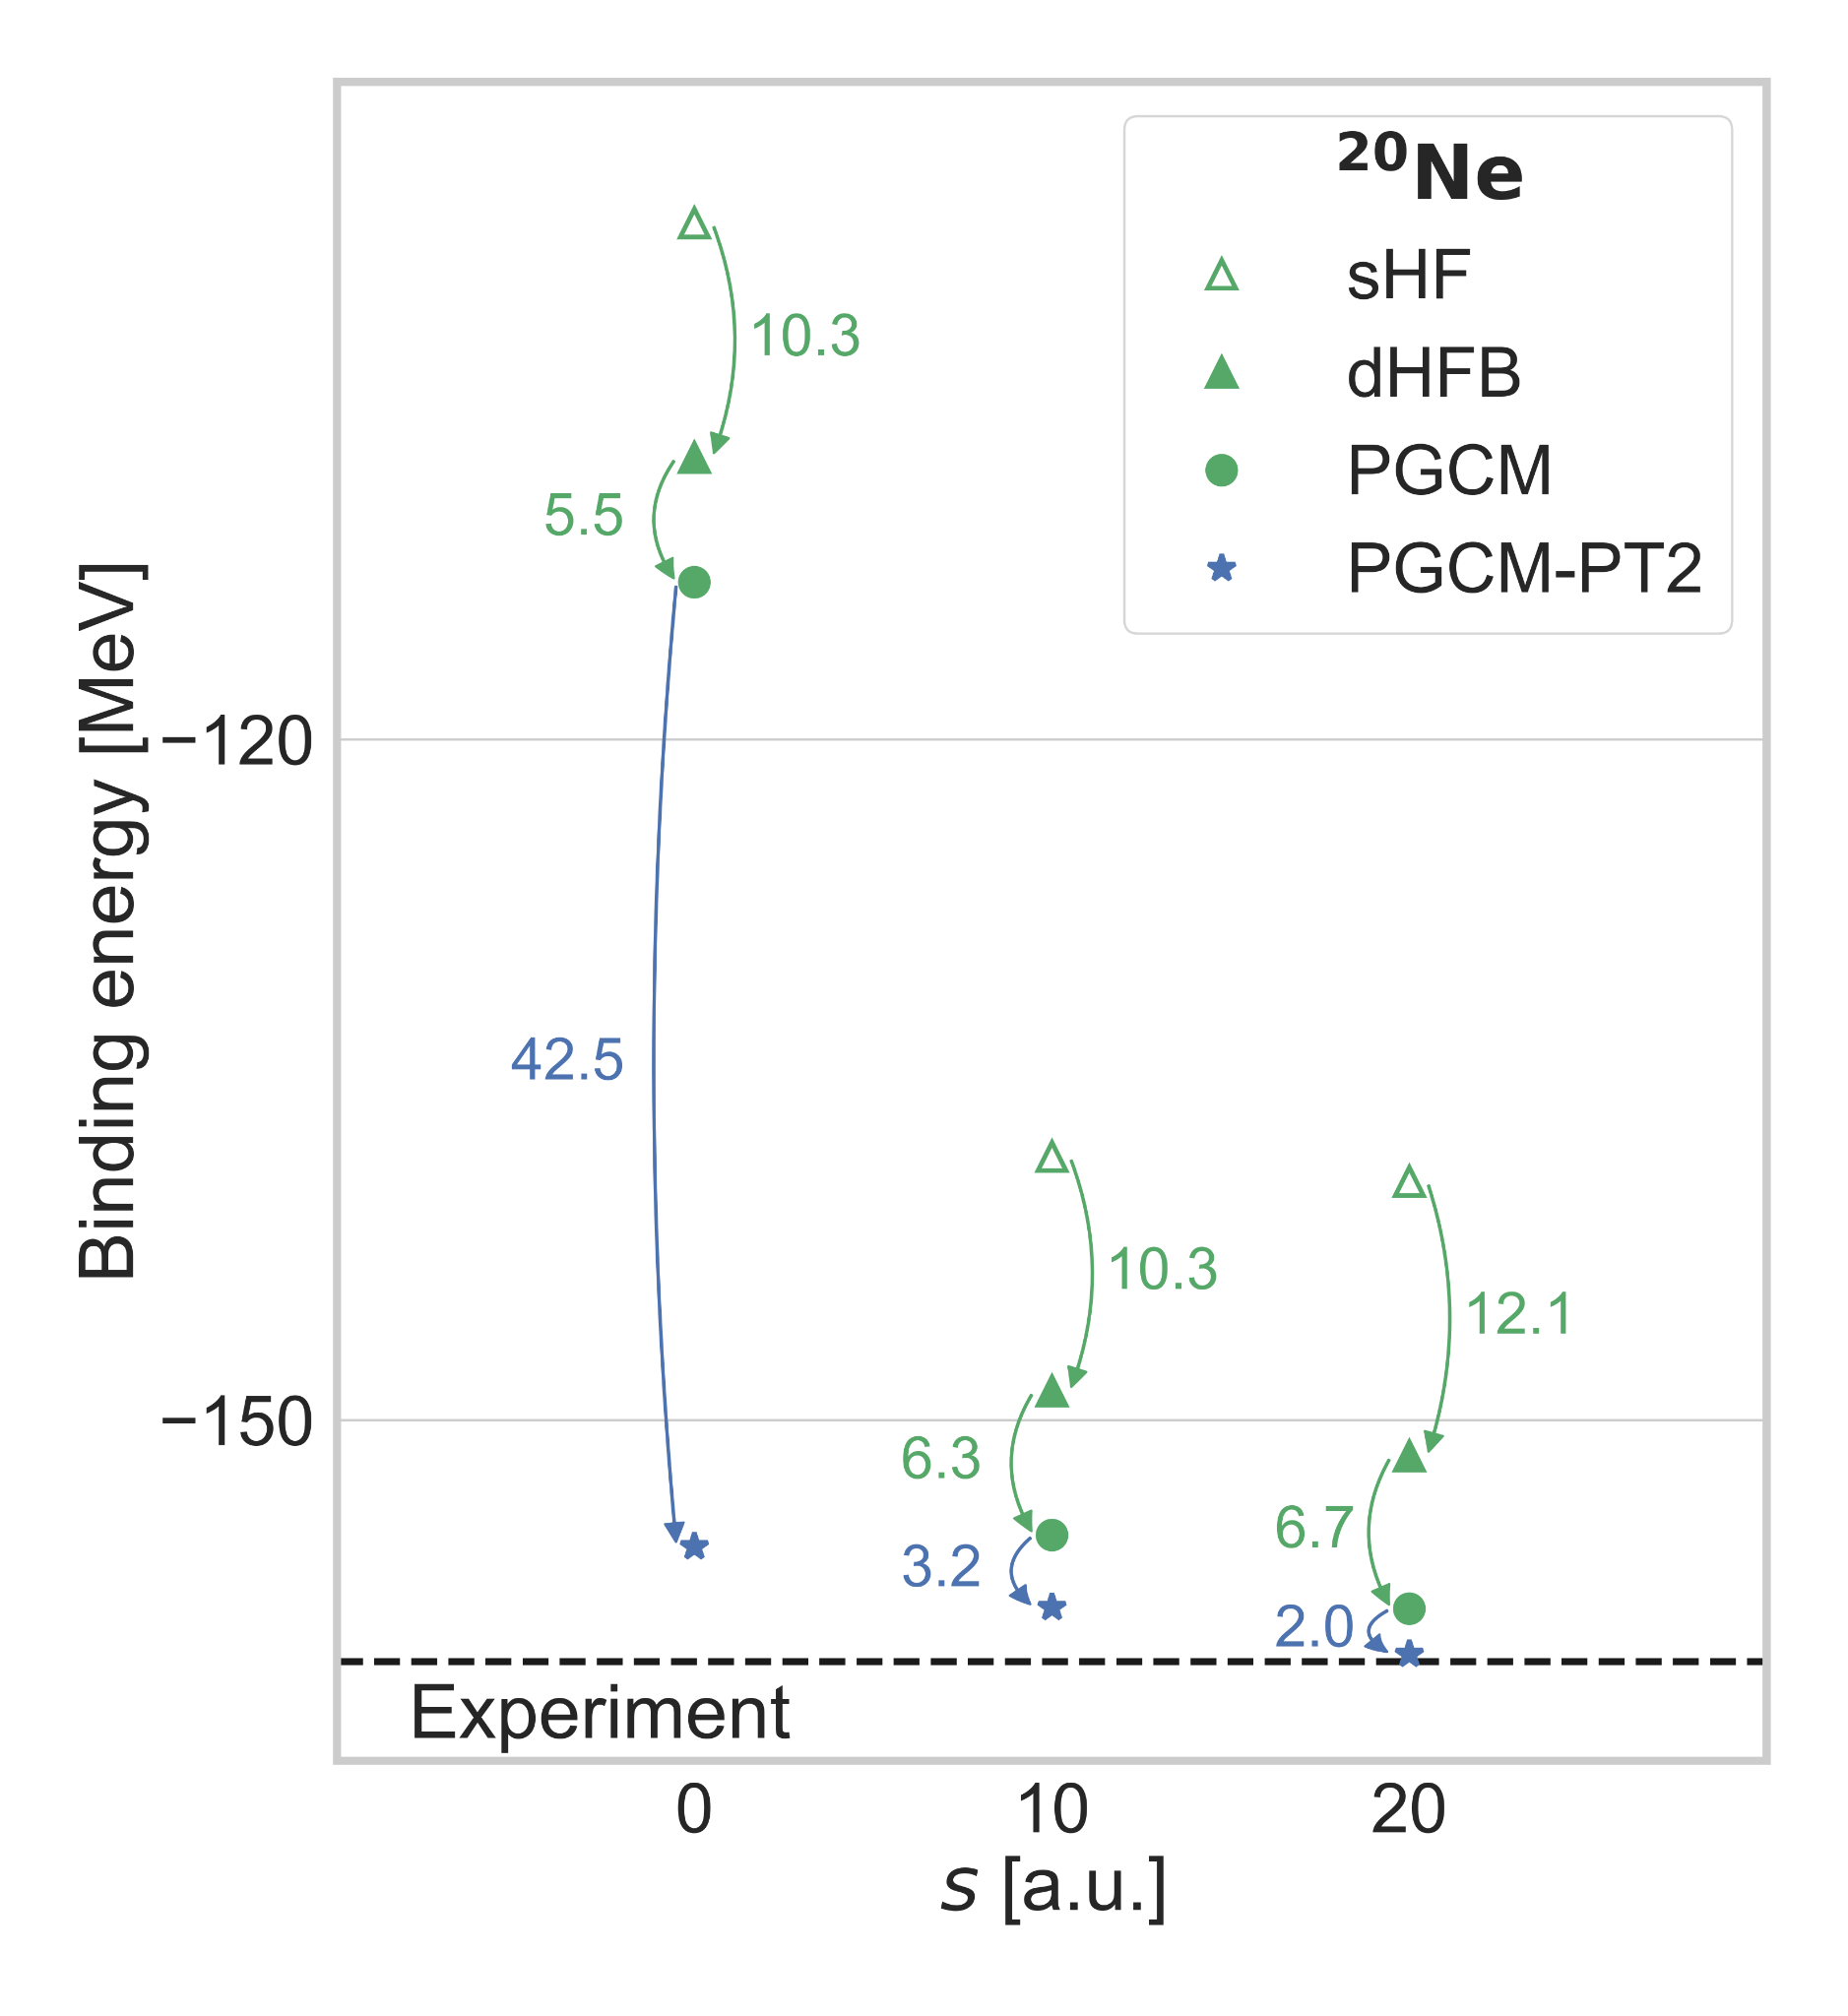 ²⁰Ne
sHF
dHFB
PGCM
PGCM-PT2
10.3
5.5
42.5
10.3
6.3
3.2
12.1
6.7
2.0
Experiment
Binding energy [MeV]
−120
−150
0 10 20
s [a.u.]